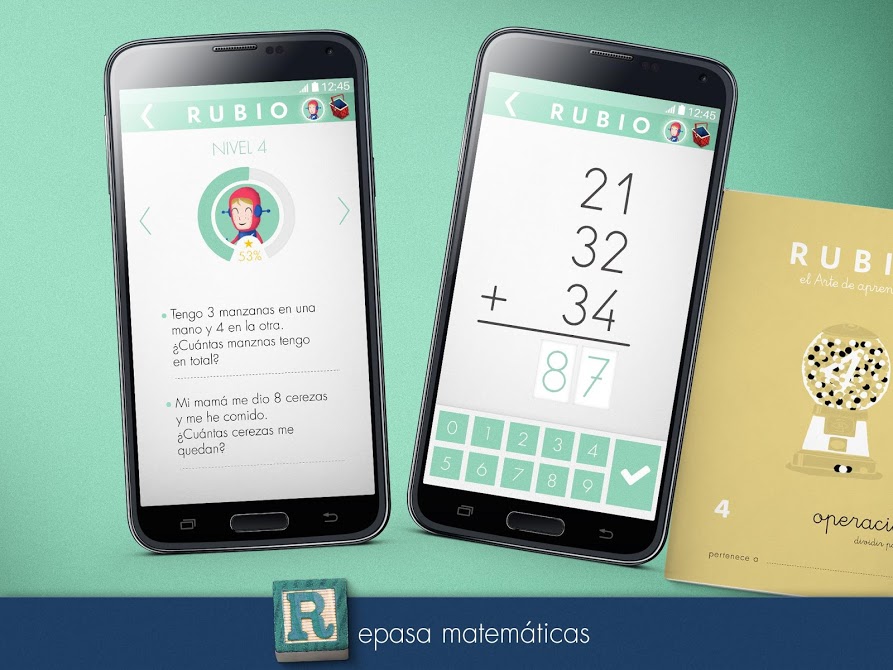 12:45
RUBIO
NIVEL 4
53%
Tengo 3 manzanas en una
mano y 4 en la otra.
¿Cuántas manznas tengo
en total?
Mi mamá me dio 8 cerezas
y me he comido.
¿Cuántas cerezas me
quedan?
12:45
RUBIO
21
32
+ 34
87
0 1 2 3 4
5 6 7 8 9
RUBI
el Arte de apren
4
4
operaci
dividir p
pertenece a
Repasa matemáticas